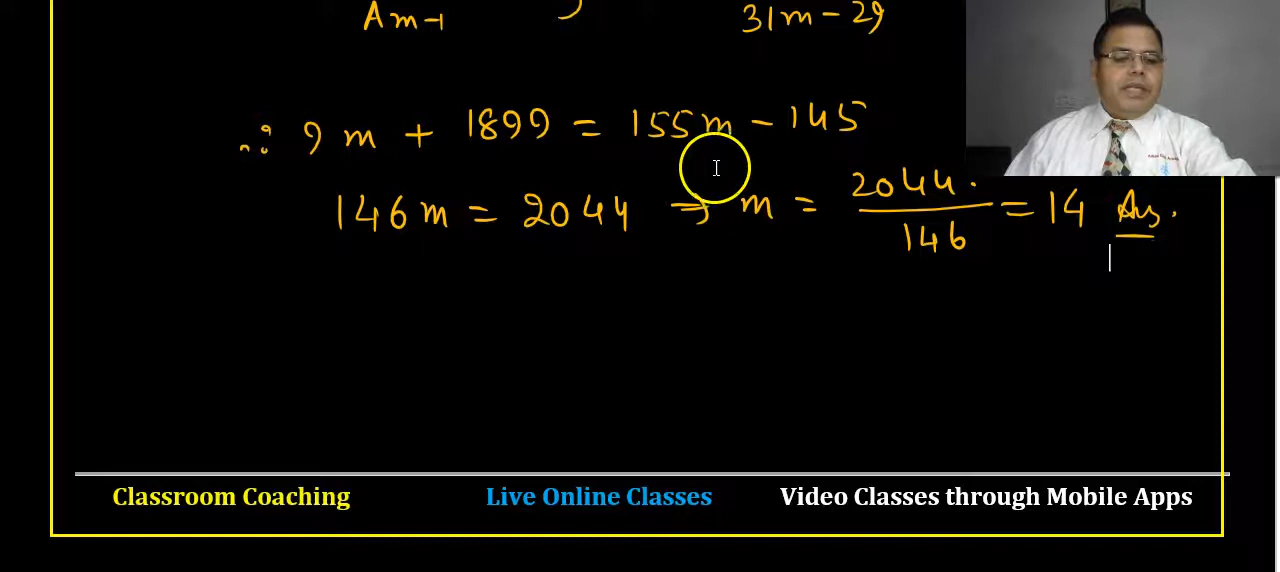 Am-1 31m - 29
∴ 9m + 1899 = 155m - 145
146m = 2044 ⇒ m = 2044/146 = 14 Ans.
Classroom Coaching Live Online Classes Video Classes through Mobile Apps